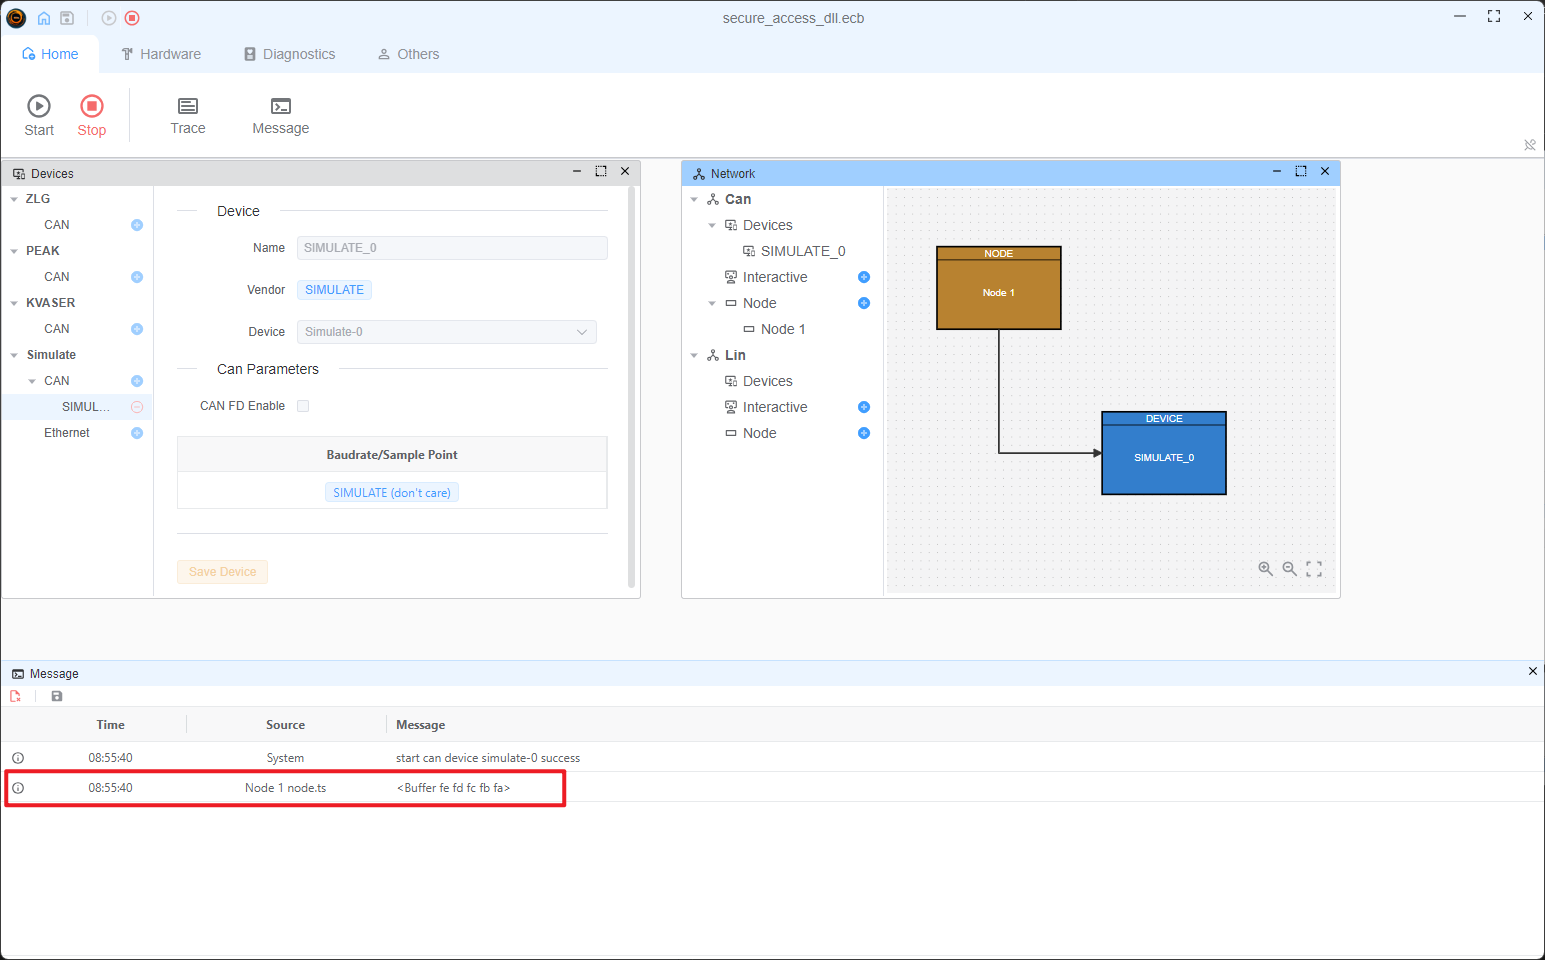 secure_access_dll.ecb
Home
Hardware
Diagnostics
Others
Start
Stop
Trace
Message
Devices
ZLG
CAN
PEAK
CAN
KVASER
CAN
Simulate
CAN
SIMUL...
Ethernet
Device
Name
SIMULATE_0
Vendor
SIMULATE
Device
Simulate-0
Can Parameters
CAN FD Enable
Baudrate/Sample Point
SIMULATE (don't care)
Save Device
Network
Can
Devices
SIMULATE_0
Interactive
Node
Node 1
Lin
Devices
Interactive
Node
NODE
Node 1
DEVICE
SIMULATE_0
Message
Time Source Message
08:55:40 System start can device simulate-0 success
08:55:40 Node 1 node.ts <Buffer fe fd fc fb fa>